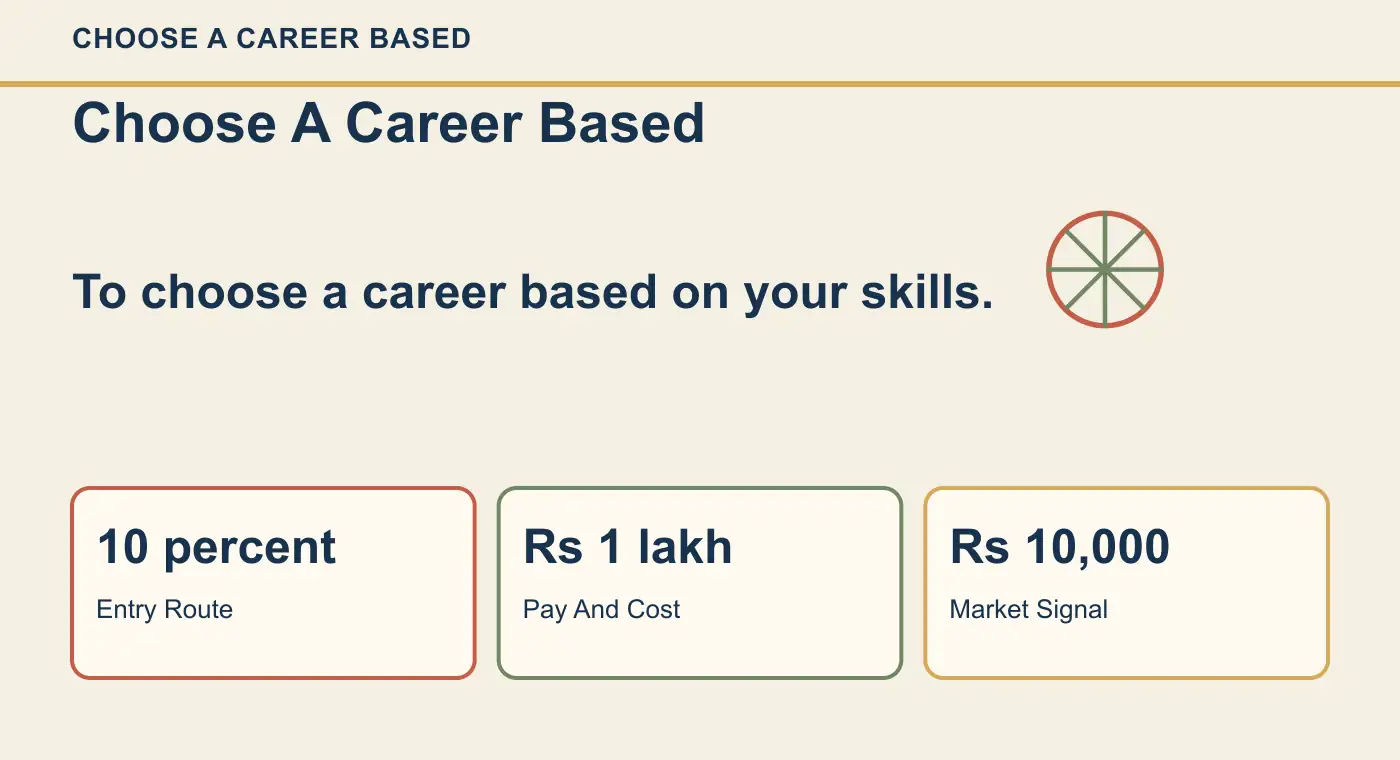 CHOOSE A CAREER BASED
Choose A Career Based
To choose a career based on your skills.
10 percent
Entry Route
Rs 1 lakh
Pay And Cost
Rs 10,000
Market Signal